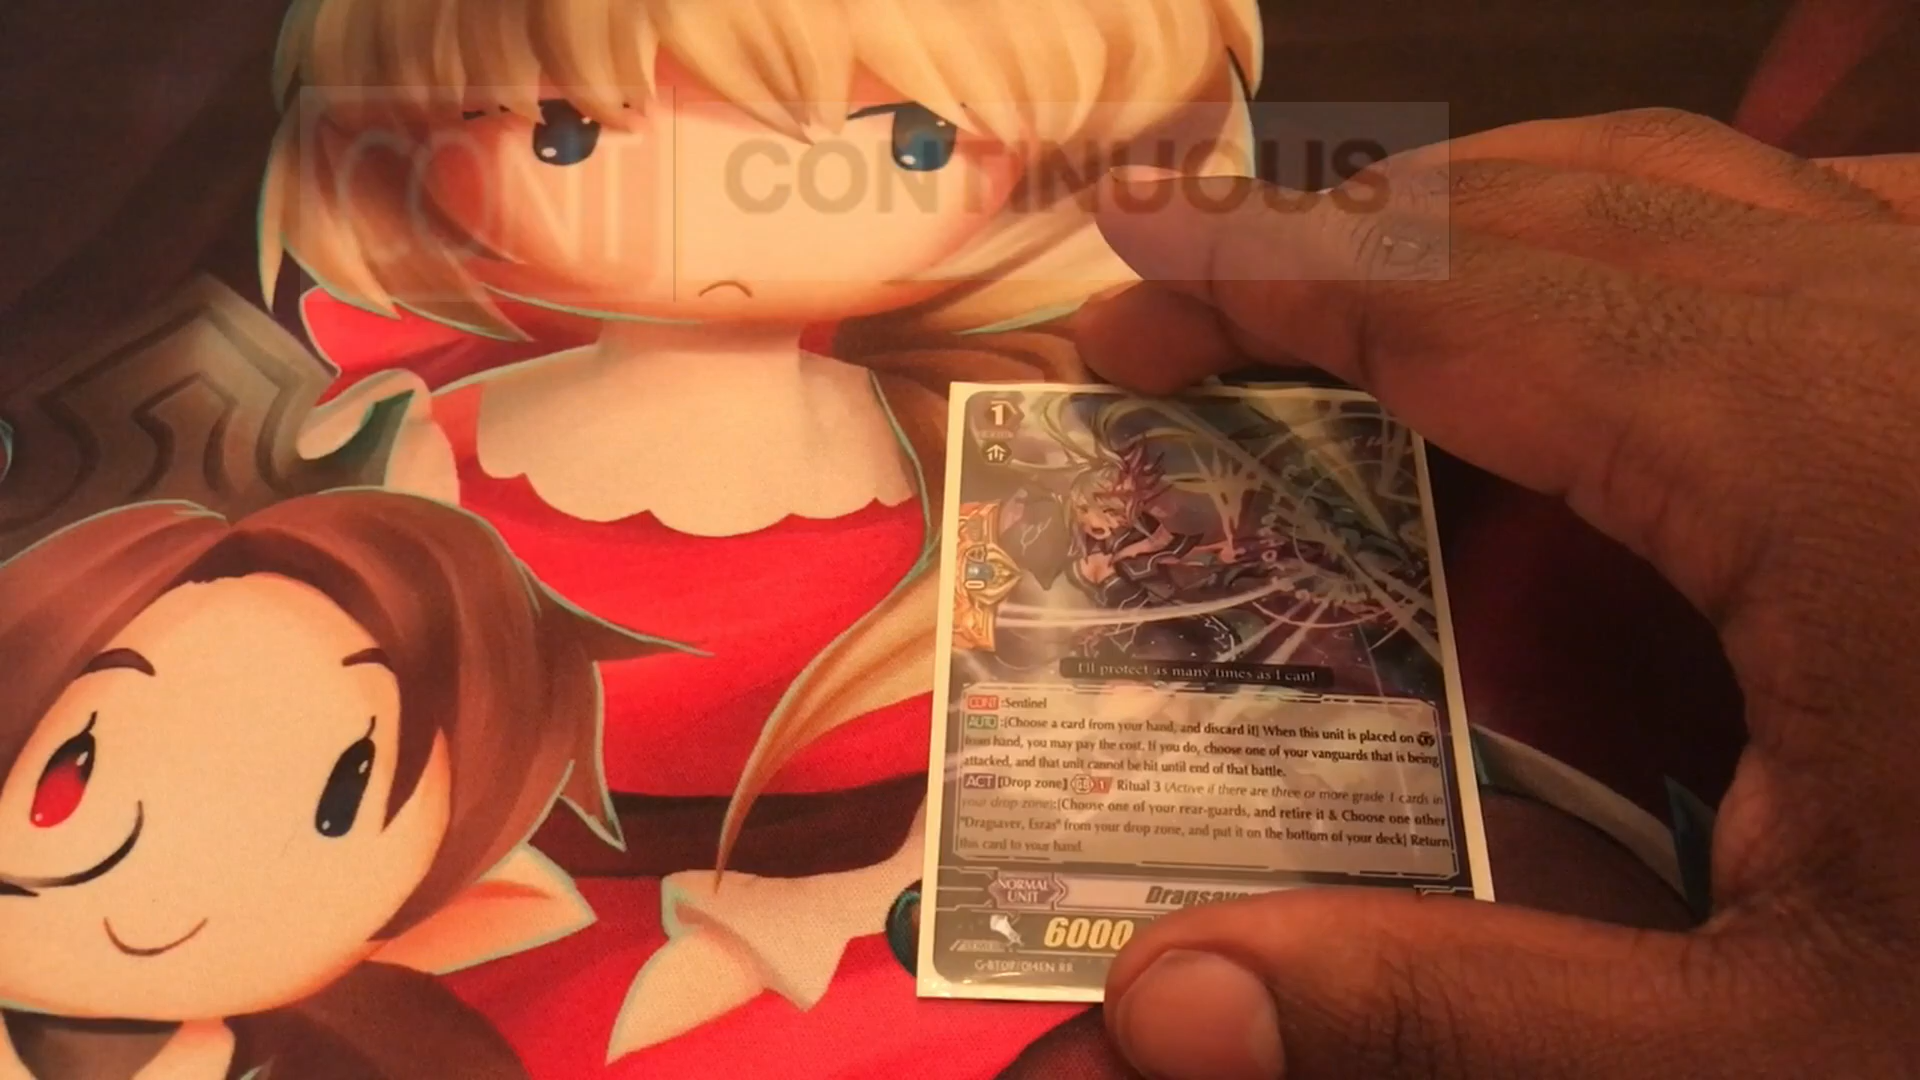 CONT
CONTINUOUS
1
I'll protect as many times as I can!
CONT :Sentinel
AUTO :[Choose a card from your hand, and discard it] When this unit is placed on
from hand, you may pay the cost. If you do, choose one of your vanguards that is being
attacked, and that unit cannot be hit until end of that battle.
ACT [Drop zone] 1 Ritual 3 (Active if there are three or more grade 1 cards in
your drop zone):[Choose one of your rear-guards, and retire it & Choose one other
"Dragsaver, Esras" from your drop zone, and put it on the bottom of your deck] Return
this card to your hand.
NORMAL
UNIT
Dragsave
6000
G-BT07/014EN RR